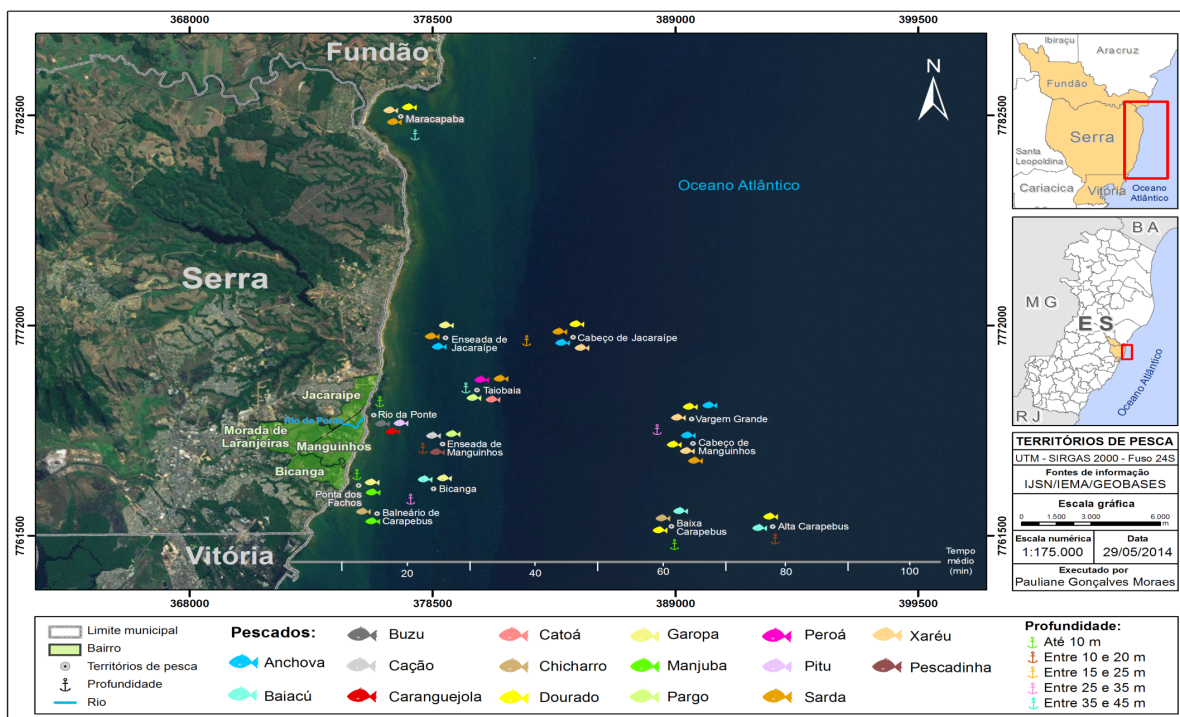 368000
378500
389000
399500
Fundão
N
Maracapaba
7782500
7782500
Oceano Atlântico
Serra
7772000
7772000
Enseada de
Jacaraípe
Cabeço de Jacaraípe
Taiobaia
Jacaraípe
Rio da Ponte
Rio da Ponte
Morada de
Laranjeiras
Manguinhos
Enseada de
Manguinhos
Vargem Grande
Cabeço de
Manguinhos
Bicanga
Ponta dos
Fachos
Bicanga
Balneário de
Carapebus
Baixa
Carapebus
Alta Carapebus
7761500
7761500
Vitória
Tempo
médio
(min)
20
40
60
80
100
368000
378500
389000
399500
Ibiraçu
Aracruz
Fundão
Serra
Santa
Leopoldina
Cariacica
Vitória
Oceano
Atlântico
BA
MG
ES
RJ
Oceano Atlântico
TERRITÓRIOS DE PESCA
UTM - SIRGAS 2000 - Fuso 24S
Fontes de informação
IJSN/IEMA/GEOBASES
Escala gráfica
0 1.500 3.000 6.000
m
Escala numérica
1:175.000
Data
29/05/2014
Executado por
Pauliane Gonçalves Moraes
Limite municipal
Bairro
Territórios de pesca
Profundidade
Rio
Pescados:
Buzu
Catoá
Garopa
Peroá
Xaréu
Anchova
Cação
Chicharro
Manjuba
Pitu
Pescadinha
Baiacú
Caranguejola
Dourado
Pargo
Sarda
Profundidade:
Até 10 m
Entre 10 e 20 m
Entre 15 e 25 m
Entre 25 e 35 m
Entre 35 e 45 m